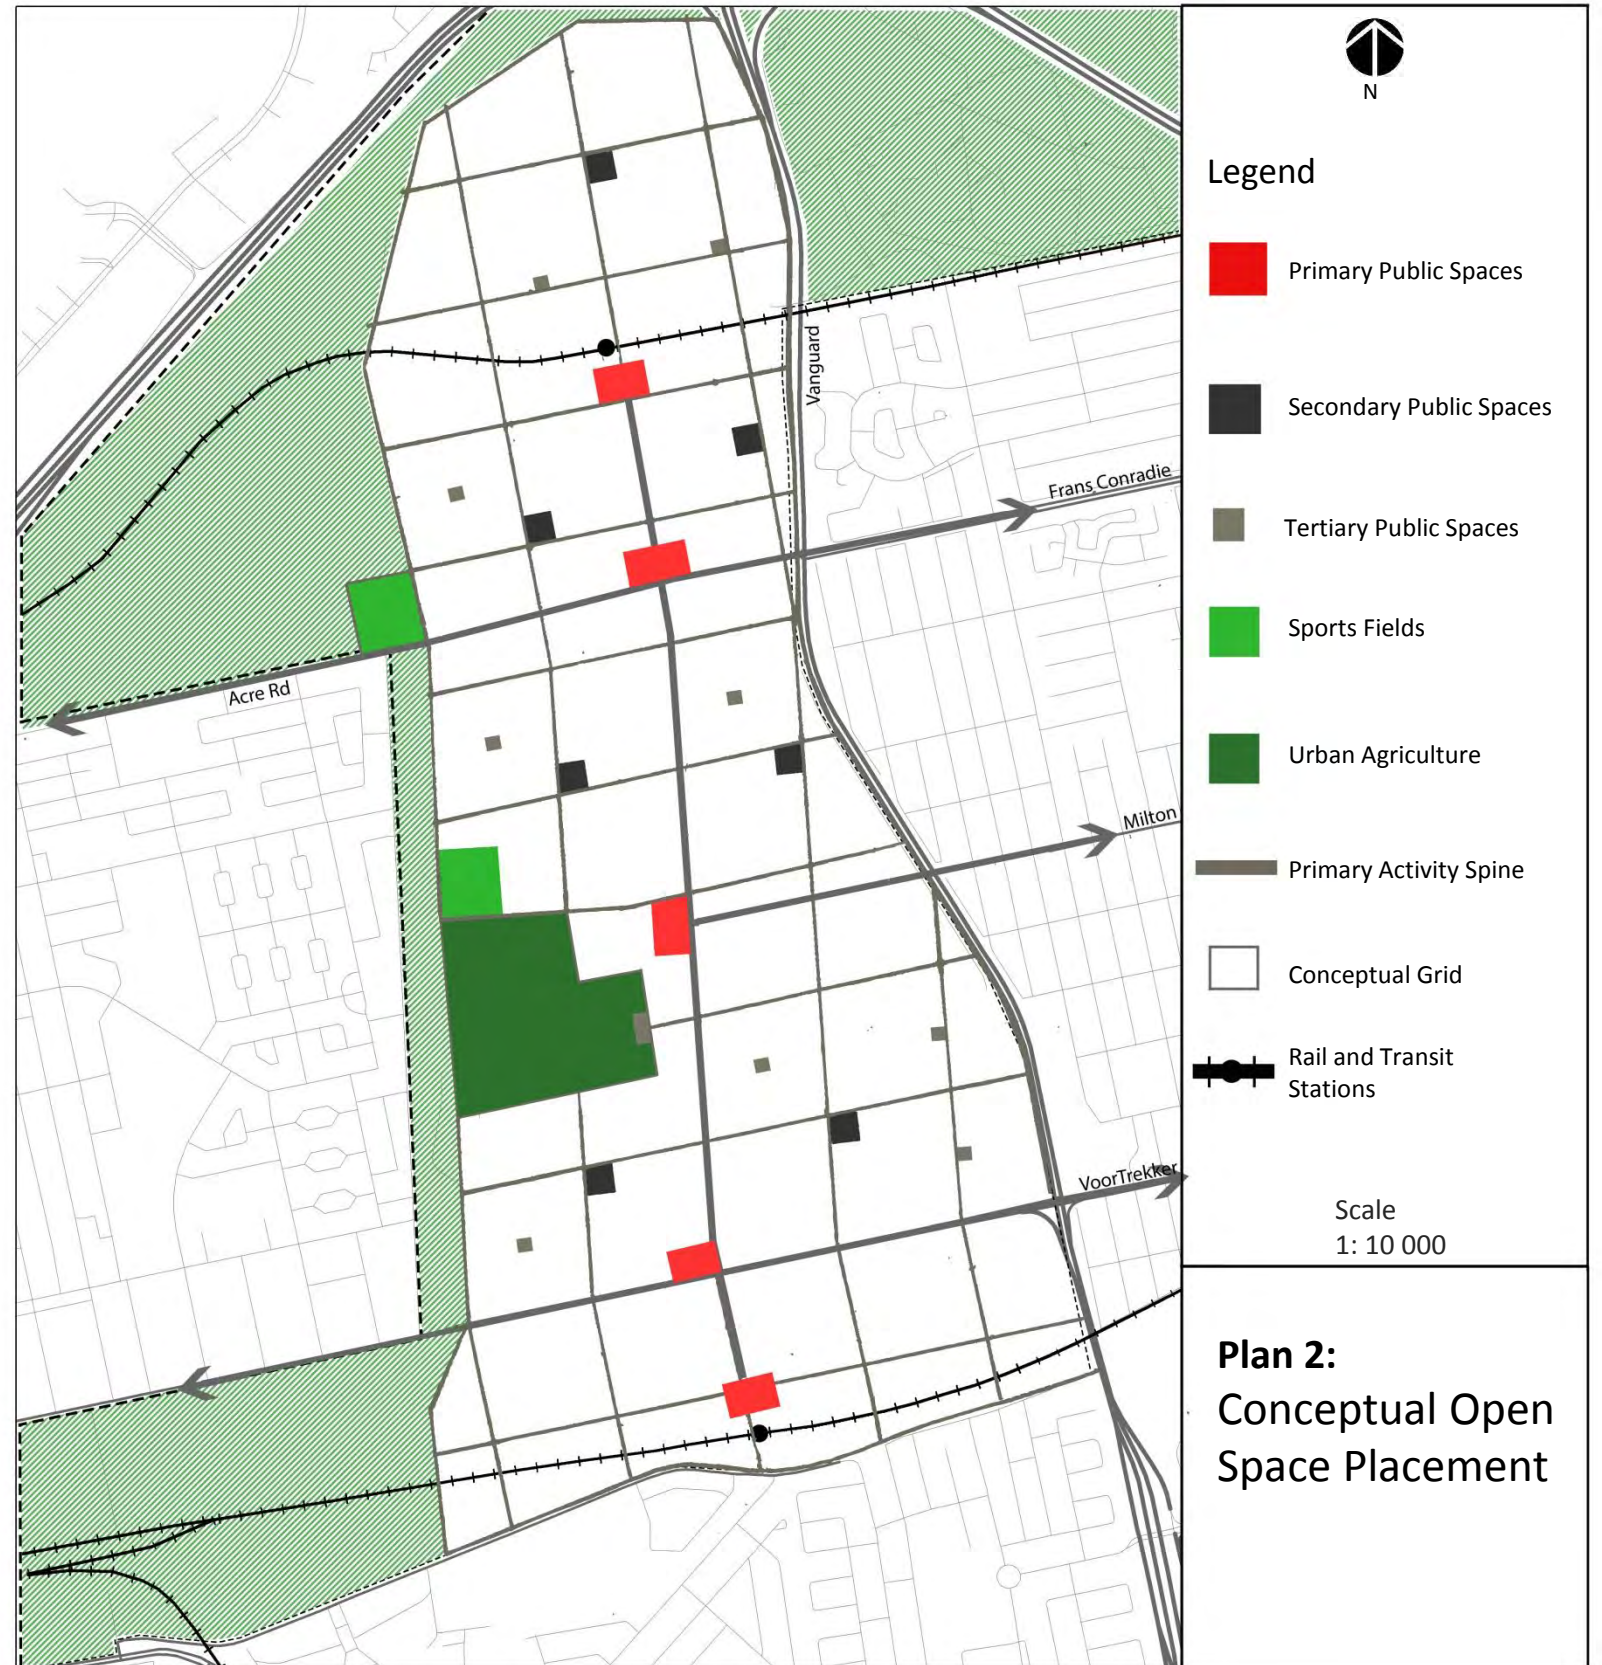 N
Legend
Primary Public Spaces
Secondary Public Spaces
Tertiary Public Spaces
Sports Fields
Urban Agriculture
Primary Activity Spine
Conceptual Grid
Rail and Transit
Stations
Scale
1: 10 000
Plan 2:
Conceptual Open
Space Placement
Vanguard
Frans Conradie
Acre Rd
Milton
VoorTrekker